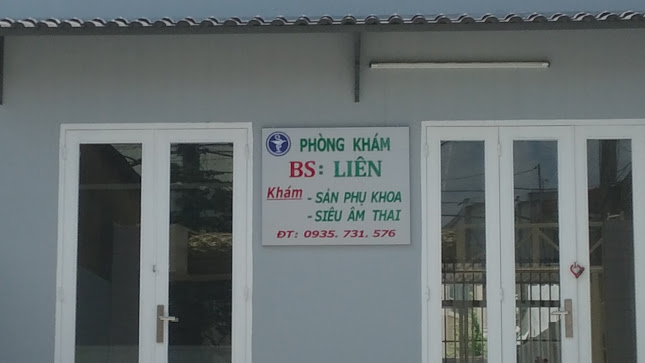 PHÒNG KHÁM
BS: LIÊN
Khám - SẢN PHỤ KHOA
- SIÊU ÂM THAI
ĐT: 0935. 731. 576